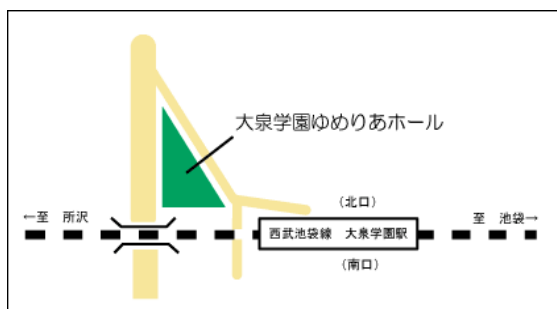 大泉学園ゆめりあホール
(北口)
←至 所沢
至 池袋→
西武池袋線 大泉学園駅
(南口)